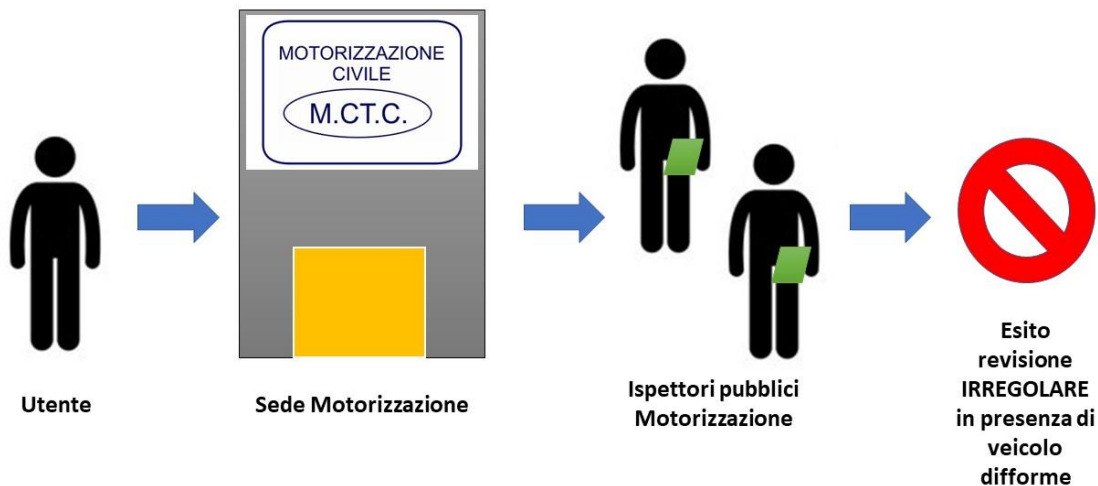 MOTORIZZAZIONE
CIVILE
M.CT.C.
Utente
Sede Motorizzazione
Ispettori pubblici
Motorizzazione
Esito
revisione
IRREGOLARE
in presenza di
veicolo
difforme